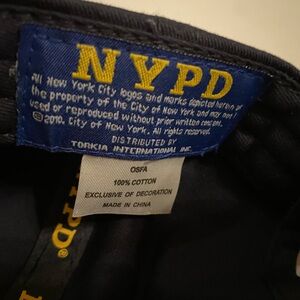 NYPD
All New York City logos and marks depicted herein are
the property of the City of New York and may not be
used or reproduced without prior written consent.
©2010. City of New York. All rights reserved.
DISTRIBUTED BY
TORKIA INTERNATIONAL INC.
OSFA
100% COTTON
EXCLUSIVE OF DECORATION
MADE IN CHINA
NYPD®